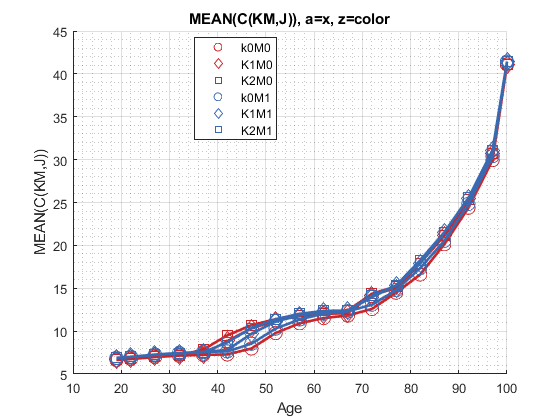 MEAN(C(KM,J)), a=x, z=color
k0M0
K1M0
K2M0
k0M1
K1M1
K2M1
MEAN(C(KM,J))
45
40
35
30
25
20
15
10
5
10 20 30 40 50 60 70 80 90 100
Age